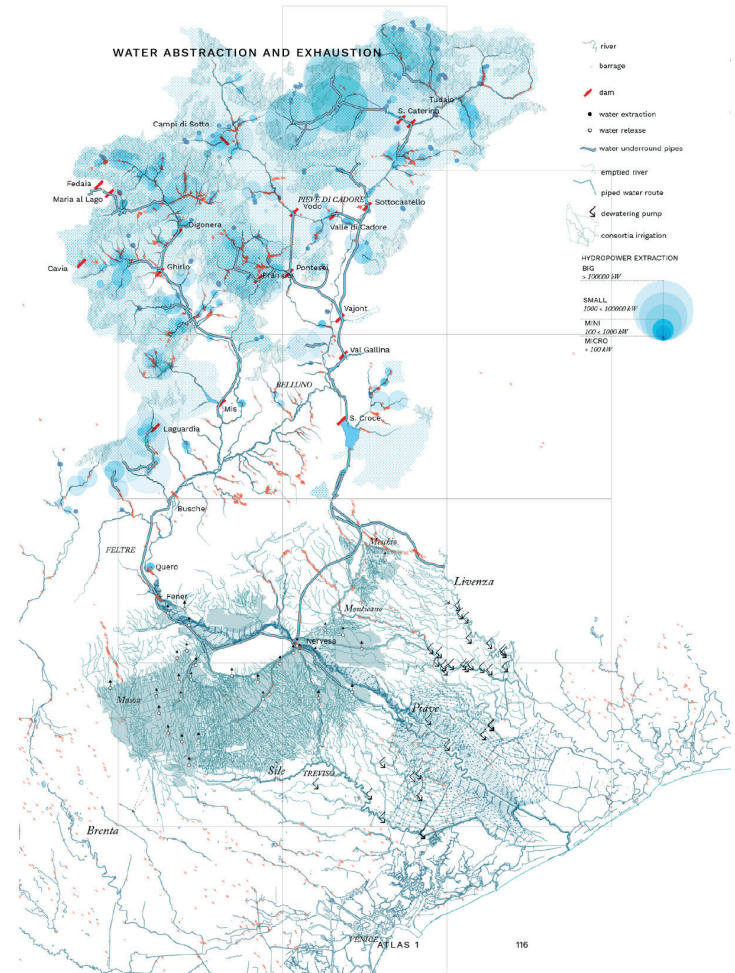 WATER ABSTRACTION AND EXHAUSTION
river
barrage
dam
water extraction
water release
water underround pipes
emptied river
piped water route
dewatering pump
consortia irrigation
HYDROPOWER EXTRACTION
BIG
> 100000 kW
SMALL
1000 < 100000 kW
MINI
100 < 1000 kW
MICRO
< 100 kW
Tudaio
S. Caterina
Campi di Sotto
Fedaia
Maria al Lago
PIEVE DI CADORE
Sottocastello
Vodo
Valle di Cadore
Digonera
Cavia
Ghirlo
Pontesei
Vajont
Val Gallina
BELLUNO
Mis
S. Croce
Laguardia
Busche
FELTRE
Meschio
Quero
Livenza
Fener
Monticano
Nervesa
Muson
Piave
Sile
TREVISO
Brenta
VENICE
ATLAS 1
116